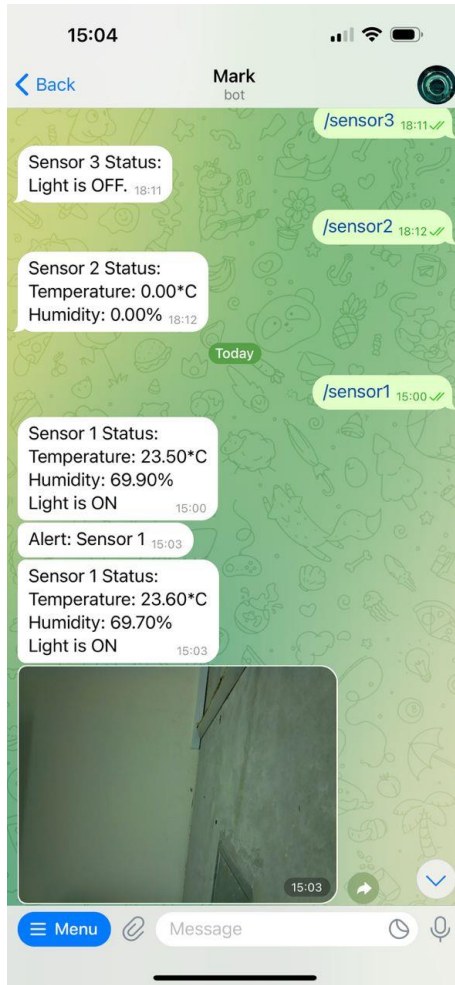 15:04
Back
Mark
bot
/sensor3 18:11
Sensor 3 Status:
Light is OFF. 18:11
/sensor2 18:12
Sensor 2 Status:
Temperature: 0.00*C
Humidity: 0.00% 18:12
Today
/sensor1 15:00
Sensor 1 Status:
Temperature: 23.50*C
Humidity: 69.90%
Light is ON 15:00
Alert: Sensor 1 15:03
Sensor 1 Status:
Temperature: 23.60*C
Humidity: 69.70%
Light is ON 15:03
15:03
Menu
Message